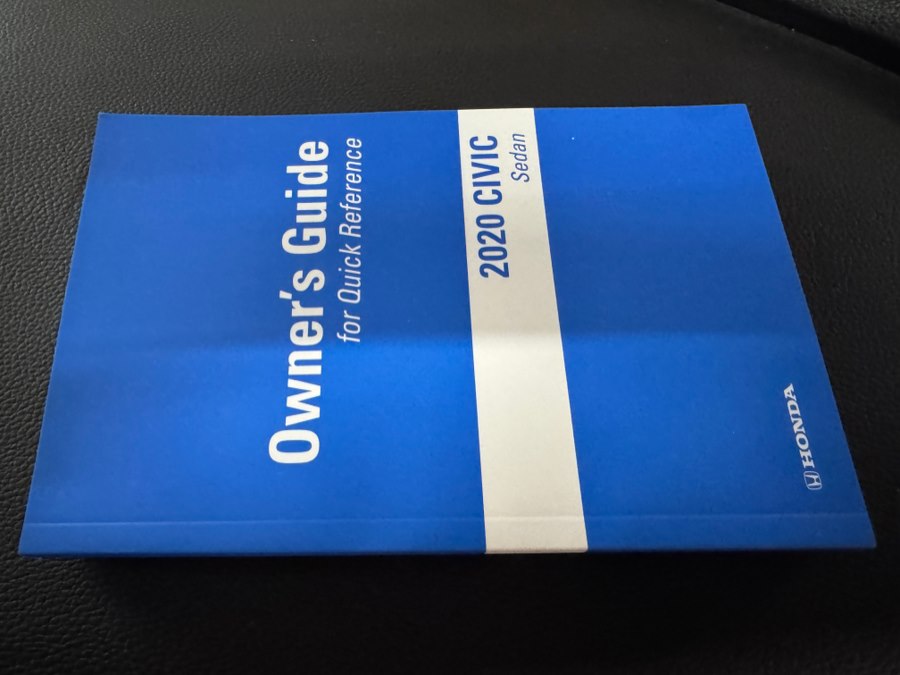 Owner's Guide
for Quick Reference
2020 CIVIC
Sedan
HONDA